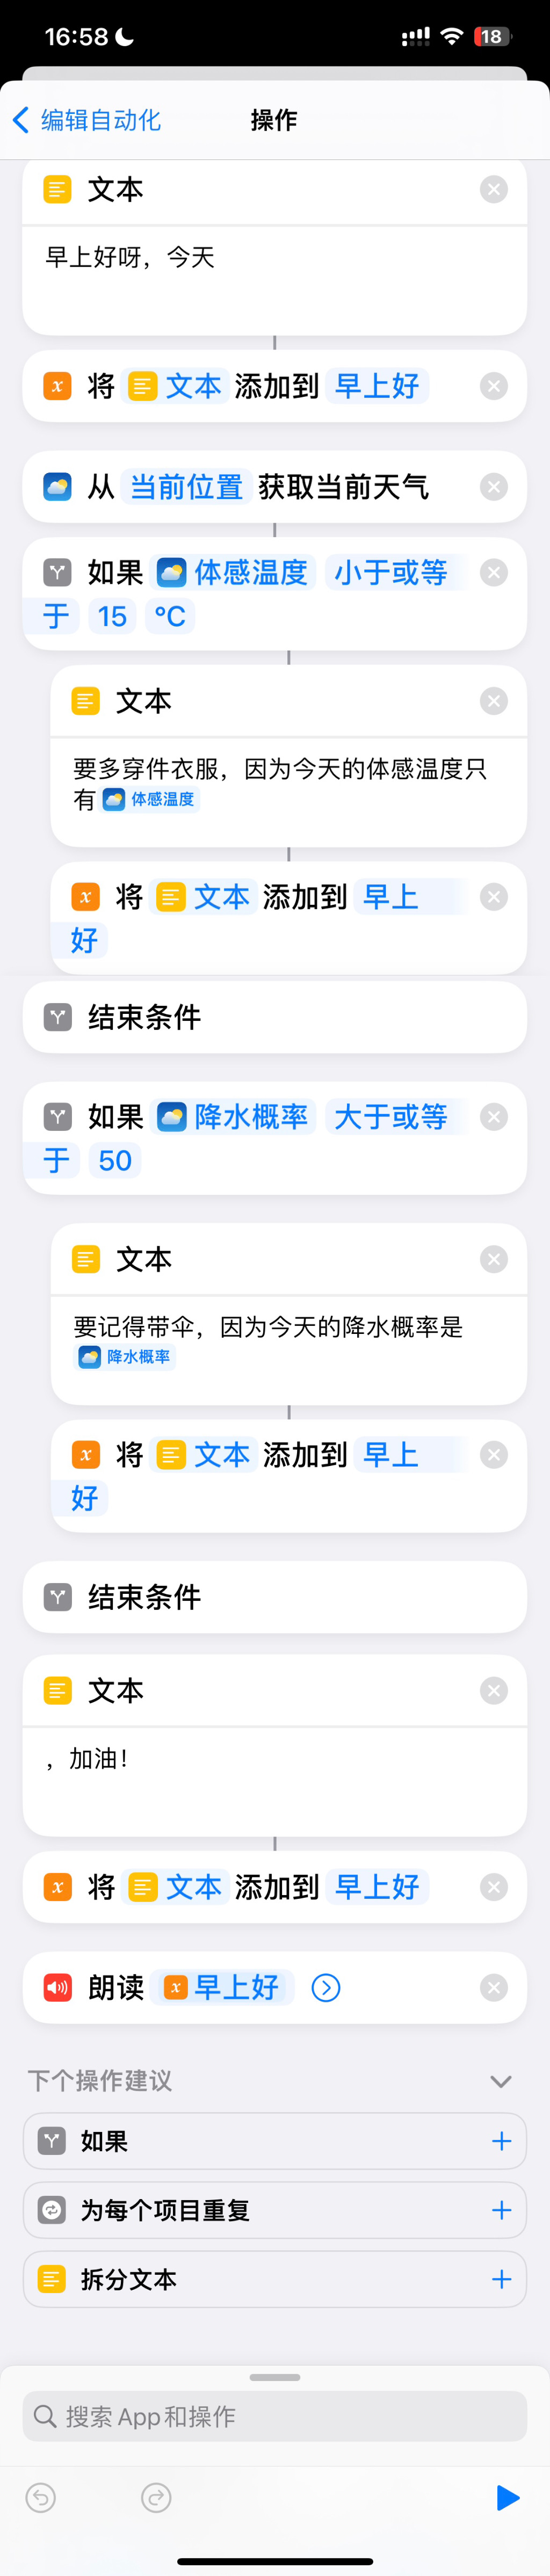 16:58
18
编辑自动化 操作
文本
早上好呀，今天
将 文本 添加到 早上好
从 当前位置 获取当前天气
如果 体感温度 小于或等
于 15 °C
文本
要多穿件衣服，因为今天的体感温度只
有 体感温度
将 文本 添加到 早上
好
结束条件
如果 降水概率 大于或等
于 50
文本
要记得带伞，因为今天的降水概率是
降水概率
将 文本 添加到 早上
好
结束条件
文本
，加油！
将 文本 添加到 早上好
朗读 早上好
下个操作建议
如果
为每个项目重复
拆分文本
搜索 App 和操作